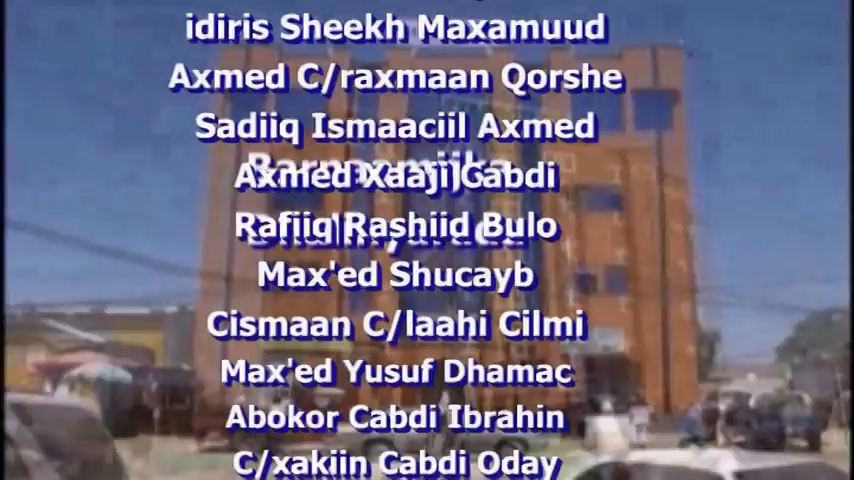 idiris Sheekh Maxamuud
Axmed C/raxmaan Qorshe
Sadiiq Ismaaciil Axmed
Axmed Xaaji Cabdi
Barnaamijka
Rafiiq Rashiid Bulo
Max'ed Shucayb
Cismaan C/laahi Cilmi
Max'ed Yusuf Dhamac
Abokor Cabdi Ibrahin
C/xakiin Cabdi Oday